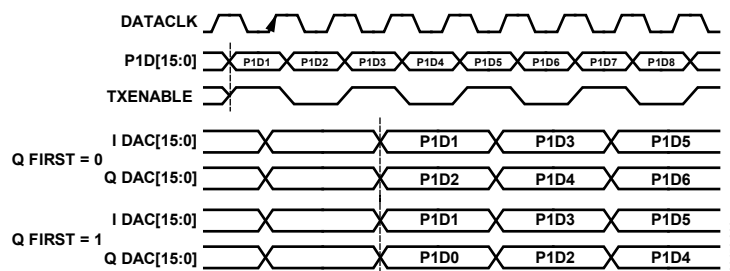 DATACLK
P1D[15:0] P1D1 P1D2 P1D3 P1D4 P1D5 P1D6 P1D7 P1D8
TXENABLE
Q FIRST = 0
I DAC[15:0] P1D1 P1D3 P1D5
Q DAC[15:0] P1D2 P1D4 P1D6
Q FIRST = 1
I DAC[15:0] P1D1 P1D3 P1D5
Q DAC[15:0] P1D0 P1D2 P1D4